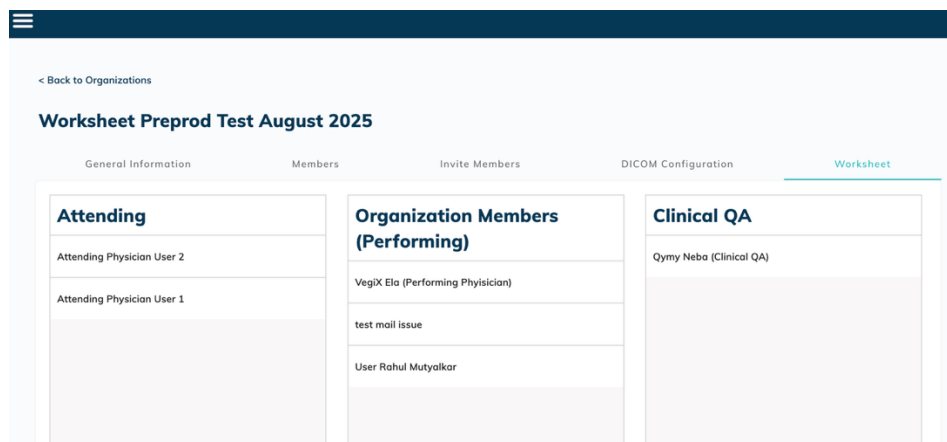 < Back to Organizations
Worksheet Preprod Test August 2025
General Information
Members
Invite Members
DICOM Configuration
Worksheet
Attending
Attending Physician User 2
Attending Physician User 1
Organization Members
(Performing)
VegiX Ela (Performing Phyisician)
test mail issue
User Rahul Mutyalkar
Clinical QA
Qymy Neba (Clinical QA)